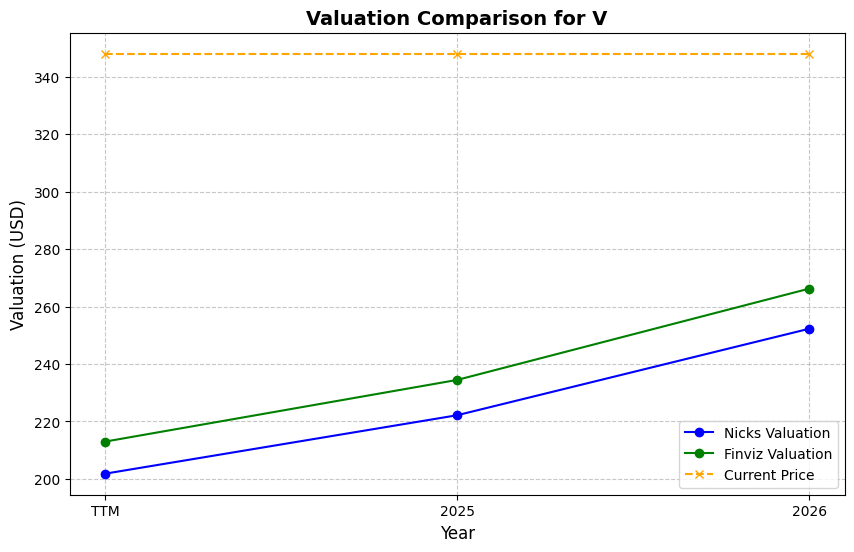 Valuation Comparison for V
Valuation (USD)
340
320
300
280
260
240
220
200
TTM
2025
2026
Year
Nicks Valuation
Finviz Valuation
Current Price